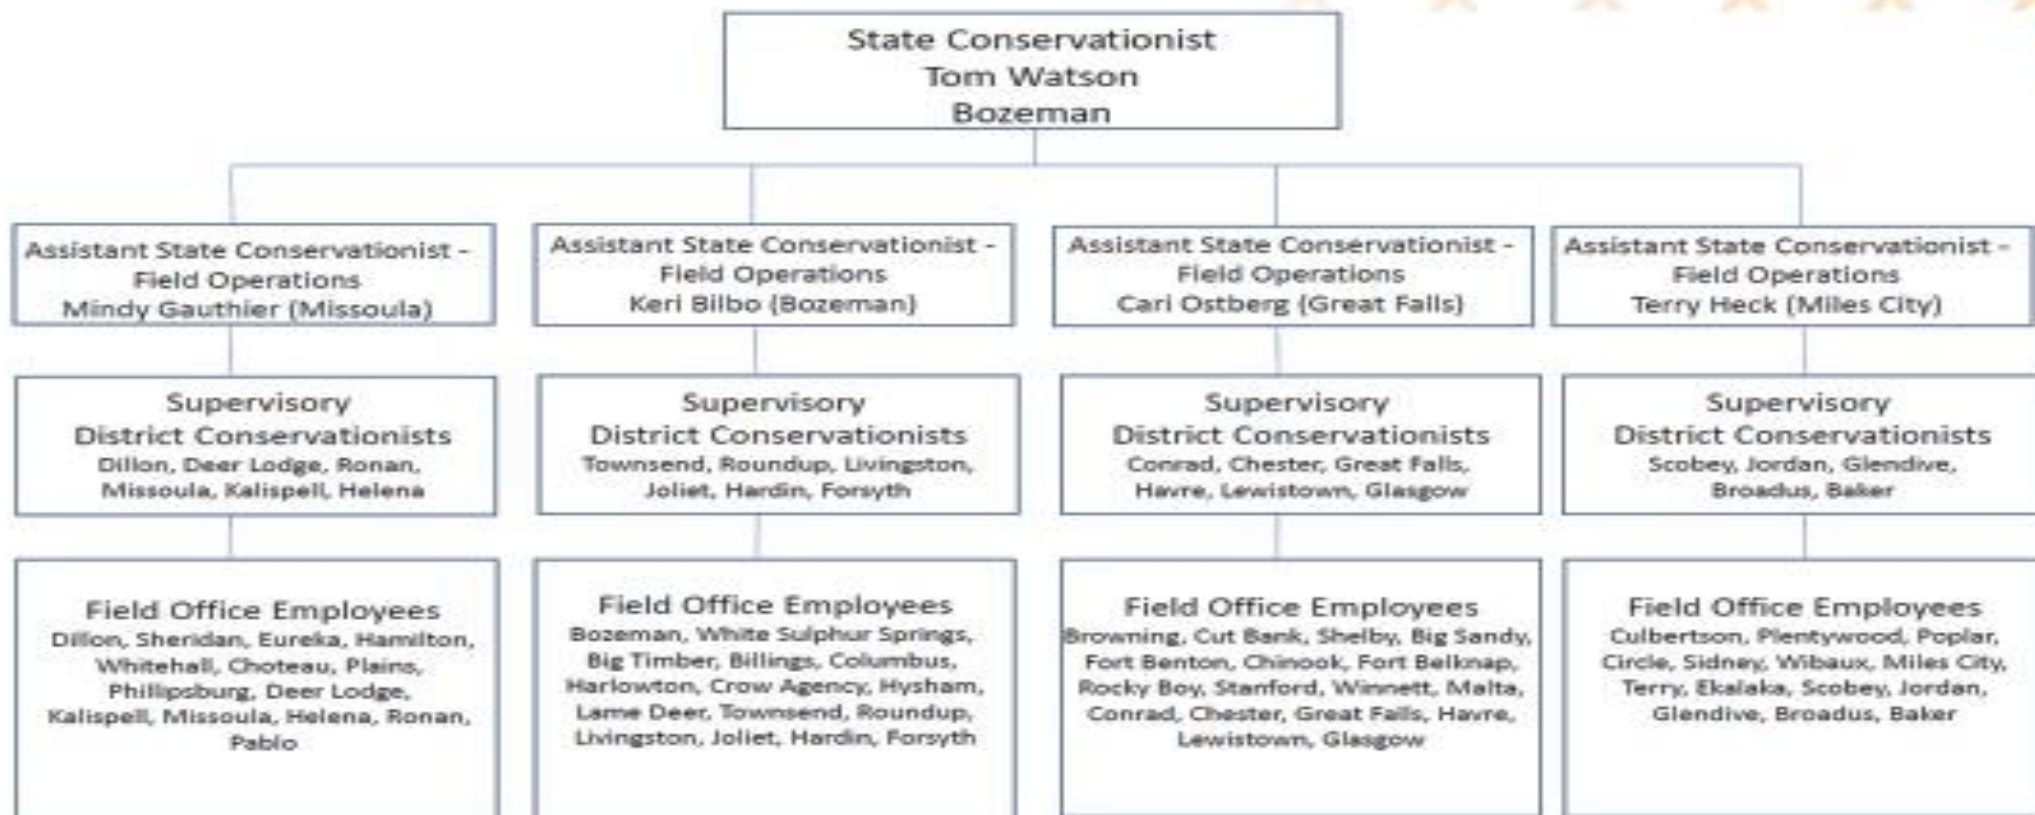 State Conservationist
Tom Watson
Bozeman
Assistant State Conservationist -
Field Operations
Mindy Gauthier (Missoula)
Assistant State Conservationist -
Field Operations
Keri Bilbo (Bozeman)
Assistant State Conservationist -
Field Operations
Cari Ostberg (Great Falls)
Assistant State Conservationist -
Field Operations
Terry Heck (Miles City)
Supervisory
District Conservationists
Dillon, Deer Lodge, Ronan,
Missoula, Kalispell, Helena
Supervisory
District Conservationists
Townsend, Roundup, Livingston,
Joliet, Hardin, Forsyth
Supervisory
District Conservationists
Conrad, Chester, Great Falls,
Havre, Lewistown, Glasgow
Supervisory
District Conservationists
Scobey, Jordan, Glendive,
Broadus, Baker
Field Office Employees
Dillon, Sheridan, Eureka, Hamilton,
Whitehall, Choteau, Plains,
Phillipsburg, Deer Lodge,
Kalispell, Missoula, Helena, Ronan,
Pablo
Field Office Employees
Bozeman, White Sulphur Springs,
Big Timber, Billings, Columbus,
Harlowton, Crow Agency, Hysham,
Lame Deer, Townsend, Roundup,
Livingston, Joliet, Hardin, Forsyth
Field Office Employees
Browning, Cut Bank, Shelby, Big Sandy,
Fort Benton, Chinook, Fort Belknap,
Rocky Boy, Stanford, Winnett, Malta,
Conrad, Chester, Great Falls, Havre,
Lewistown, Glasgow
Field Office Employees
Culbertson, Plentywood, Poplar,
Circle, Sidney, Wibaux, Miles City,
Terry, Ekalaka, Scobey, Jordan,
Glendive, Broadus, Baker